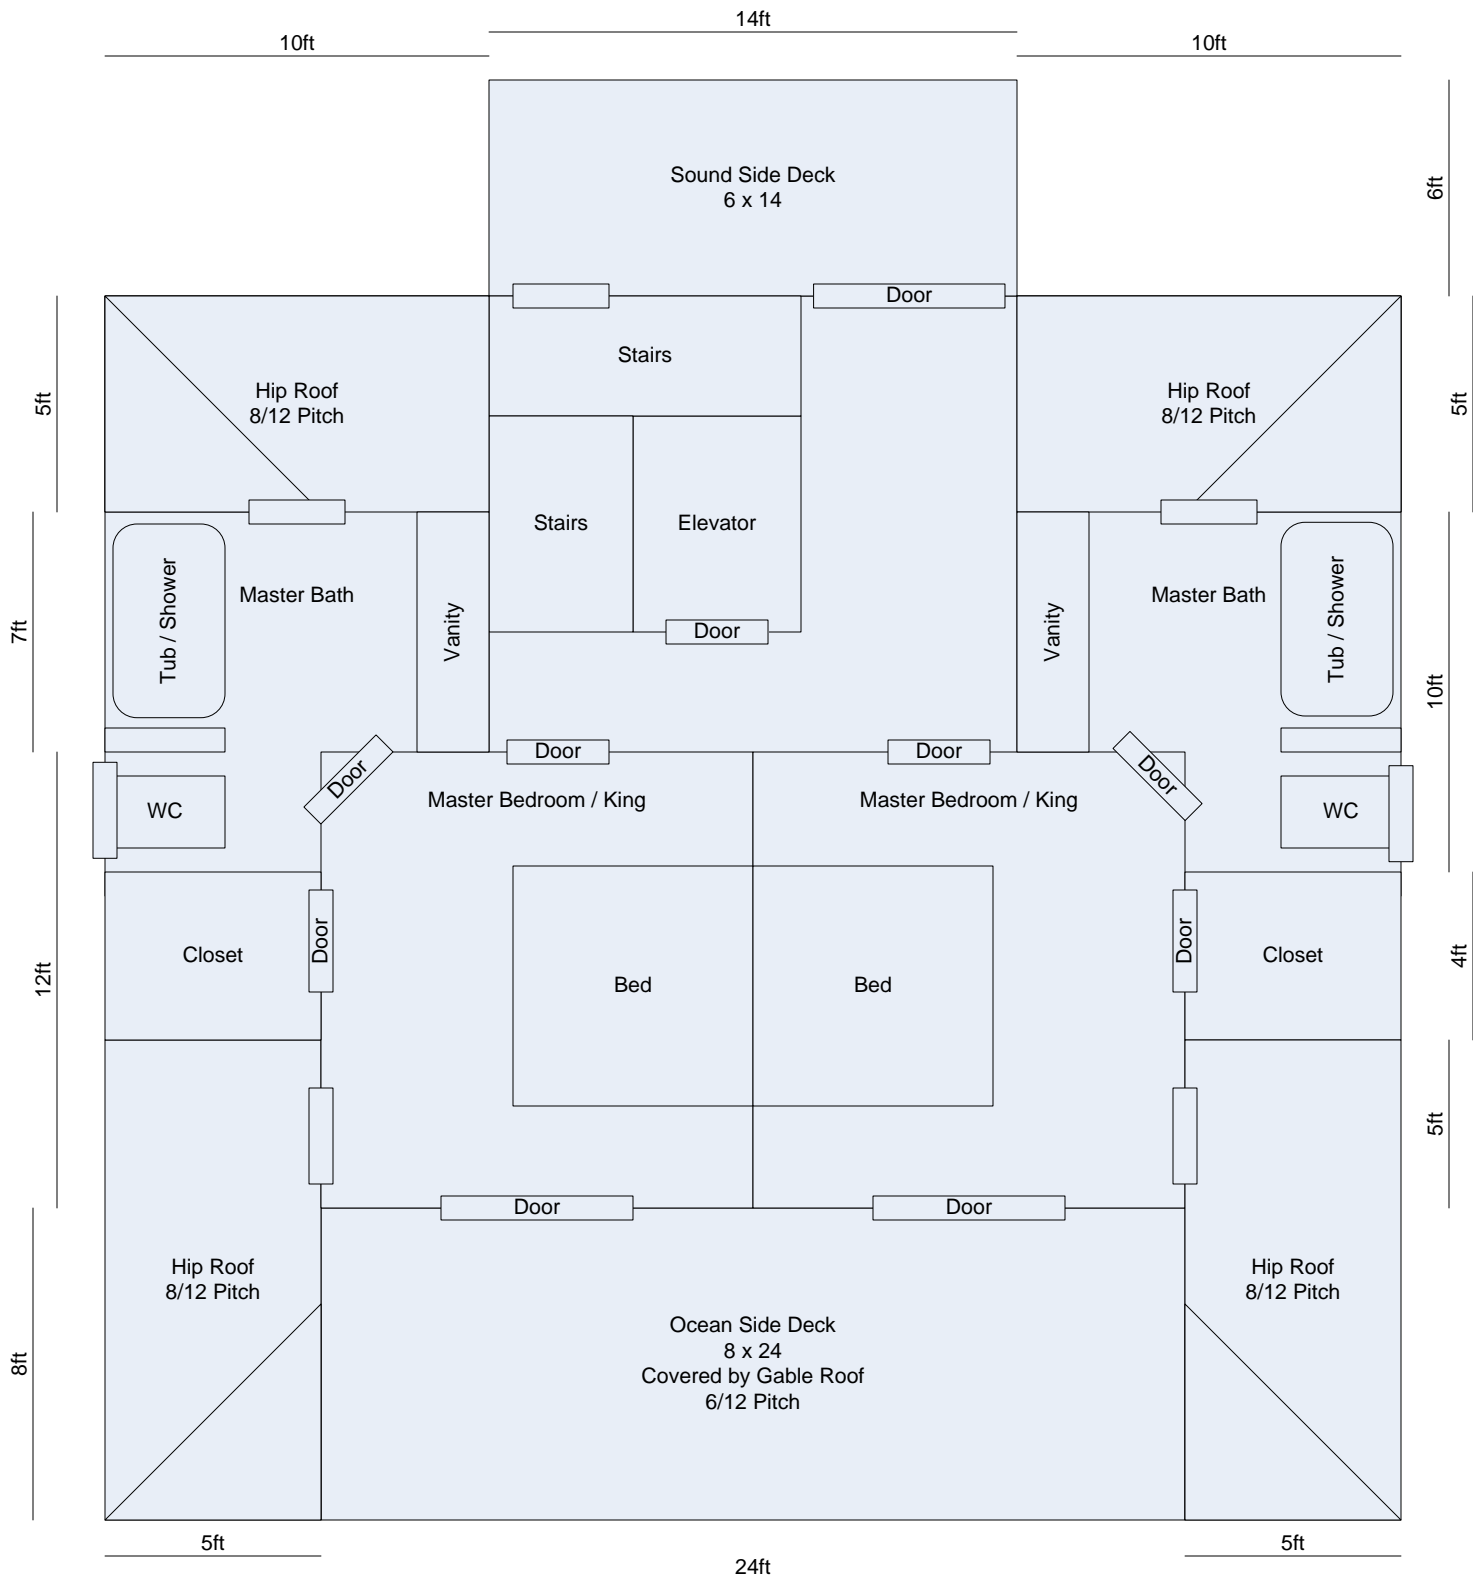 14ft
10ft
10ft
Sound Side Deck
6 x 14
6ft
Door
Stairs
Hip Roof
8/12 Pitch
Hip Roof
8/12 Pitch
5ft
5ft
Stairs
Elevator
Tub / Shower
Master Bath
Vanity
Vanity
Master Bath
Tub / Shower
7ft
Door
10ft
Door
Door
Door
Door
Master Bedroom / King
Master Bedroom / King
WC
WC
Closet
Door
Door
Closet
4ft
12ft
Bed
Bed
5ft
Door
Door
Hip Roof
8/12 Pitch
Hip Roof
8/12 Pitch
Ocean Side Deck
8 x 24
Covered by Gable Roof
6/12 Pitch
8ft
5ft
5ft
24ft